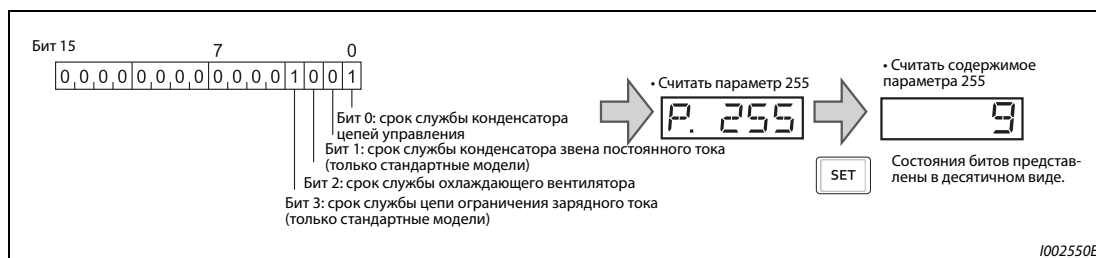 Бит 15
7
0
0 0 0 0 0 0 0 0 0 0 0 0 1 0 0 1
Бит 0: срок службы конденсатора
цепей управления
Бит 1: срок службы конденсатора звена постоянного тока
(только стандартные модели)
Бит 2: срок службы охлаждающего вентилятора
Бит 3: срок службы цепи ограничения зарядного тока
(только стандартные модели)
• Считать параметр 255
P. 255
• Считать содержимое
параметра 255
9
SET
Состояния битов представ-
лены в десятичном виде.
I002550E